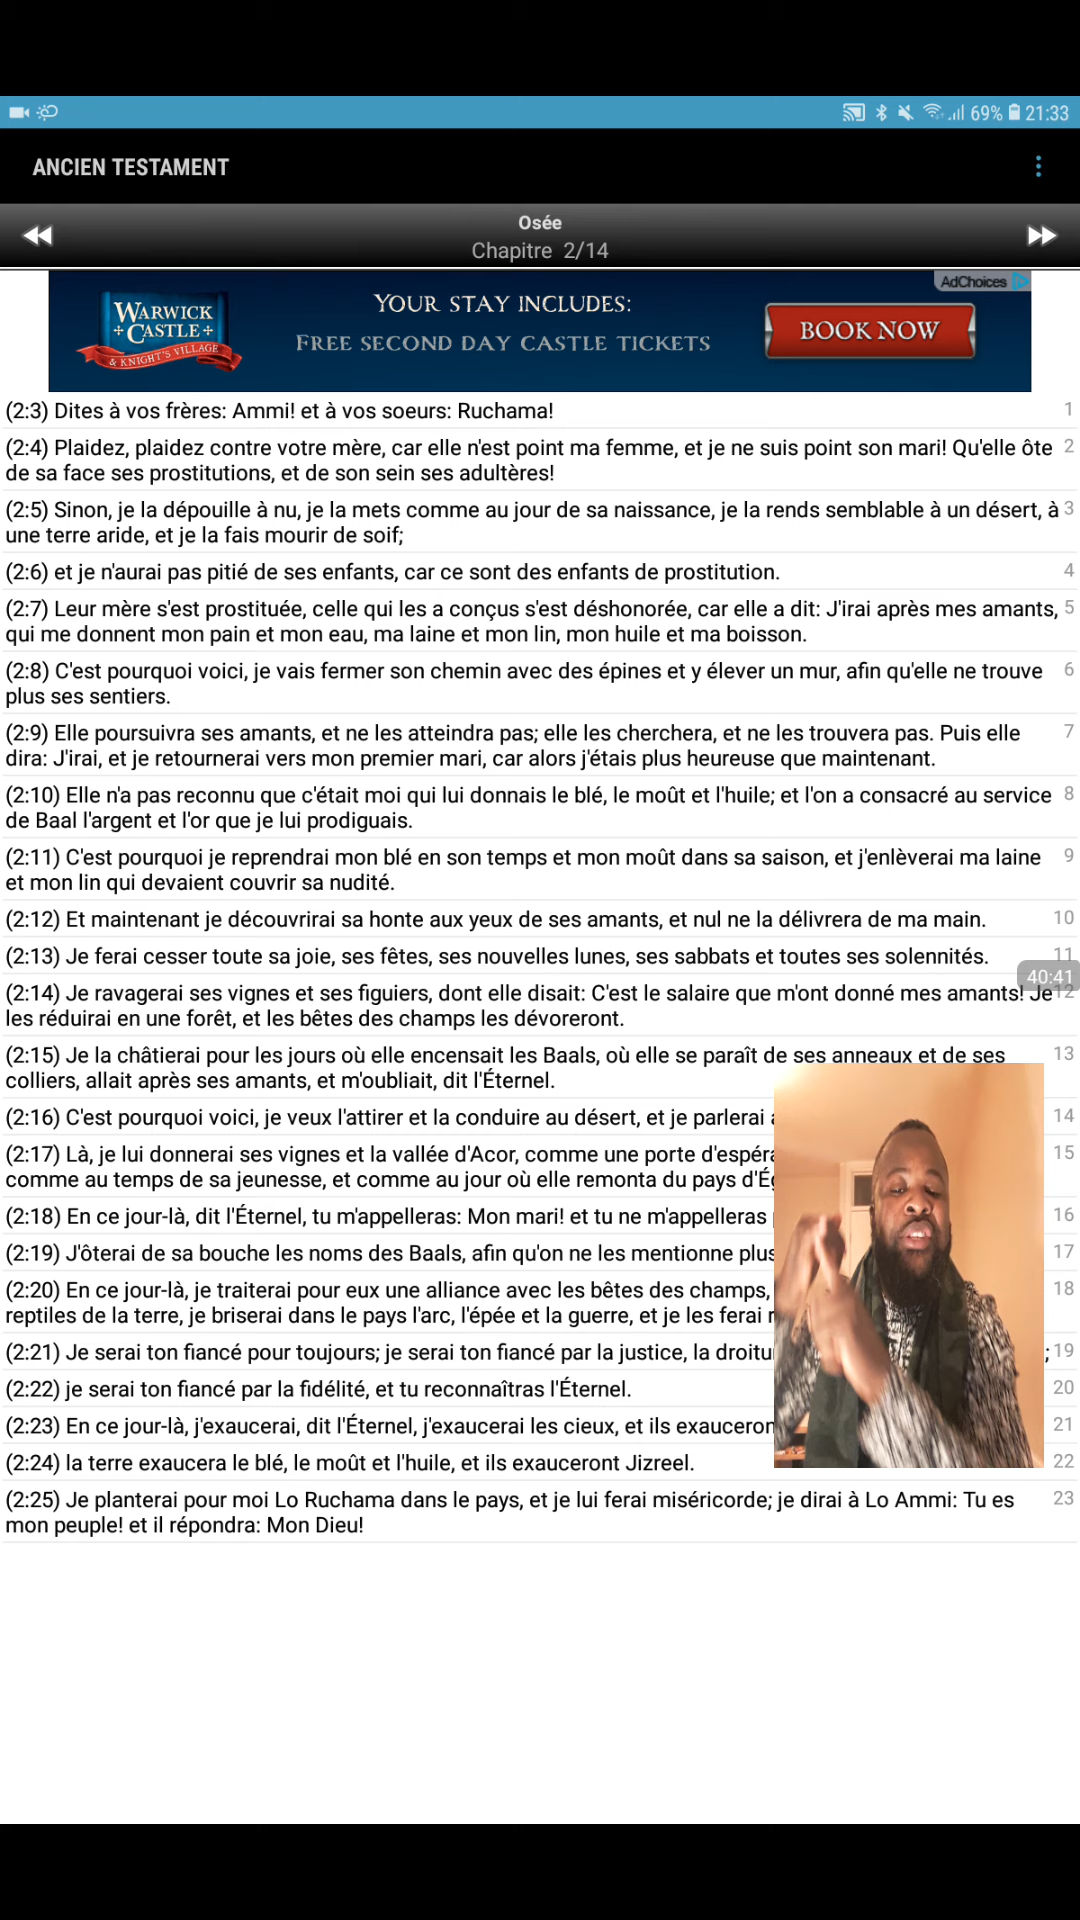 69% 21:33
ANCIEN TESTAMENT
Osée
Chapitre 2/14
AdChoices
WARWICK
CASTLE
& KNIGHT'S VILLAGE
YOUR STAY INCLUDES:
FREE SECOND DAY CASTLE TICKETS
BOOK NOW
(2:3) Dites à vos frères: Ammi! et à vos soeurs: Ruchama! 1
(2:4) Plaidez, plaidez contre votre mère, car elle n'est point ma femme, et je ne suis point son mari! Qu'elle ôte 2
de sa face ses prostitutions, et de son sein ses adultères!
(2:5) Sinon, je la dépouille à nu, je la mets comme au jour de sa naissance, je la rends semblable à un désert, à 3
une terre aride, et je la fais mourir de soif;
(2:6) et je n'aurai pas pitié de ses enfants, car ce sont des enfants de prostitution. 4
(2:7) Leur mère s'est prostituée, celle qui les a conçus s'est déshonorée, car elle a dit: J'irai après mes amants, 5
qui me donnent mon pain et mon eau, ma laine et mon lin, mon huile et ma boisson.
(2:8) C'est pourquoi voici, je vais fermer son chemin avec des épines et y élever un mur, afin qu'elle ne trouve 6
plus ses sentiers.
(2:9) Elle poursuivra ses amants, et ne les atteindra pas; elle les cherchera, et ne les trouvera pas. Puis elle 7
dira: J'irai, et je retournerai vers mon premier mari, car alors j'étais plus heureuse que maintenant.
(2:10) Elle n'a pas reconnu que c'était moi qui lui donnais le blé, le moût et l'huile; et l'on a consacré au service 8
de Baal l'argent et l'or que je lui prodiguais.
(2:11) C'est pourquoi je reprendrai mon blé en son temps et mon moût dans sa saison, et j'enlèverai ma laine 9
et mon lin qui devaient couvrir sa nudité.
(2:12) Et maintenant je découvrirai sa honte aux yeux de ses amants, et nul ne la délivrera de ma main. 10
(2:13) Je ferai cesser toute sa joie, ses fêtes, ses nouvelles lunes, ses sabbats et toutes ses solennités. 11
40:41
(2:14) Je ravagerai ses vignes et ses figuiers, dont elle disait: C'est le salaire que m'ont donné mes amants! Je 12
les réduirai en une forêt, et les bêtes des champs les dévoreront.
(2:15) Je la châtierai pour les jours où elle encensait les Baals, où elle se paraît de ses anneaux et de ses 13
colliers, allait après ses amants, et m'oubliait, dit l'Éternel.
(2:16) C'est pourquoi voici, je veux l'attirer et la conduire au désert, et je parlerai 14
(2:17) Là, je lui donnerai ses vignes et la vallée d'Acor, comme une porte 15
comme au temps de sa jeunesse, et comme au jour où elle remonta du pays
(2:18) En ce jour-là, dit l'Éternel, tu m'appelleras: Mon mari! et tu ne m'appelleras 16
(2:19) J'ôterai de sa bouche les noms des Baals, afin qu'on ne les mentionne plus 17
(2:20) En ce jour-là, je traiterai pour eux une alliance avec les bêtes des champs, 18
reptiles de la terre, je briserai dans le pays l'arc, l'épée et la guerre, et je les ferai
(2:21) Je serai ton fiancé pour toujours; je serai ton fiancé par la justice, la ; 19
(2:22) je serai ton fiancé par la fidélité, et tu reconnaîtras l'Éternel. 20
(2:23) En ce jour-là, j'exaucerai, dit l'Éternel, j'exaucerai les cieux, et ils 21
(2:24) la terre exaucera le blé, le moût et l'huile, et ils exauceront Jizreel. 22
(2:25) Je planterai pour moi Lo Ruchama dans le pays, et je lui ferai miséricorde; je dirai à Lo Ammi: Tu es 23
mon peuple! et il répondra: Mon Dieu!